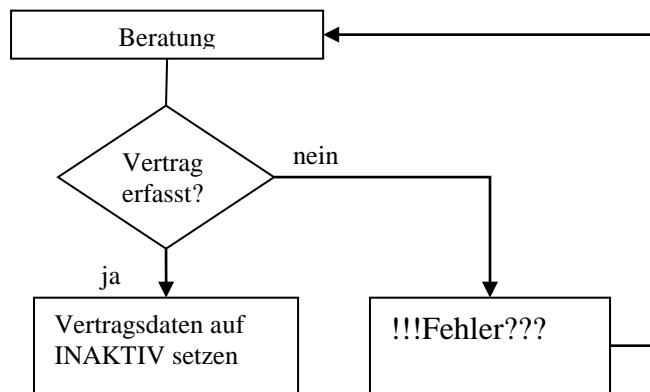 Beratung
Vertrag
erfasst?
nein
ja
Vertragsdaten auf
INAKTIV setzen
!!!Fehler???